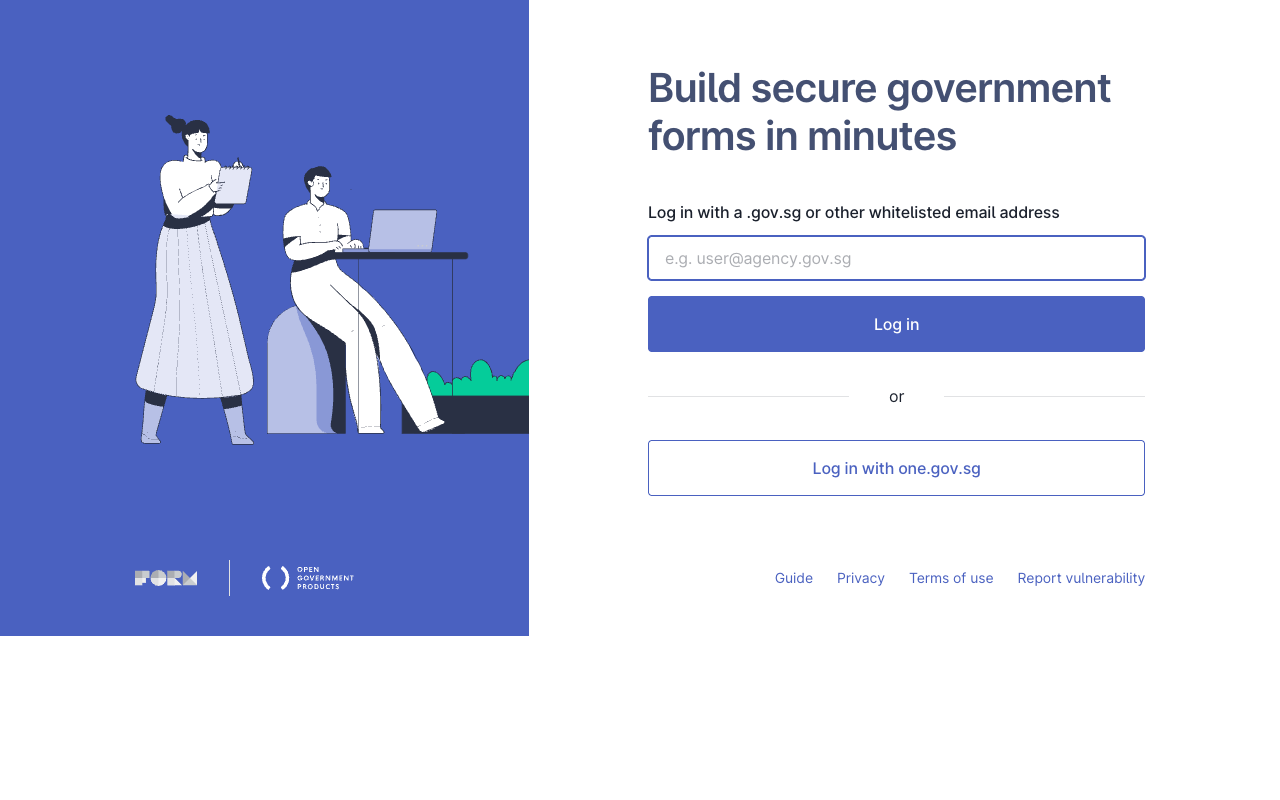 Build secure government
forms in minutes
Log in with a .gov.sg or other whitelisted email address
e.g. user@agency.gov.sg
Log in
or
Log in with one.gov.sg
FORM
OPEN
GOVERNMENT
PRODUCTS
Guide Privacy Terms of use Report vulnerability